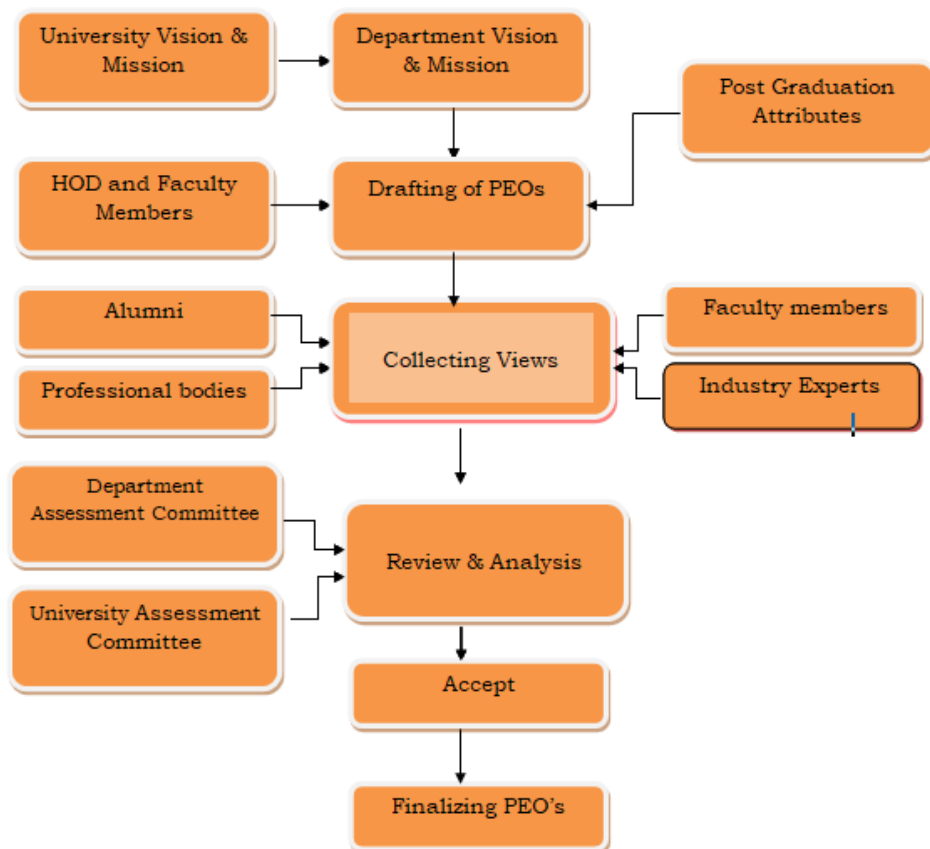 University Vision &
Mission
Department Vision
& Mission
Post Graduation
Attributes
HOD and Faculty
Members
Drafting of PEOs
Alumni
Professional bodies
Collecting Views
Faculty members
Industry Experts
Department
Assessment Committee
University Assessment
Committee
Review & Analysis
Accept
Finalizing PEO’s